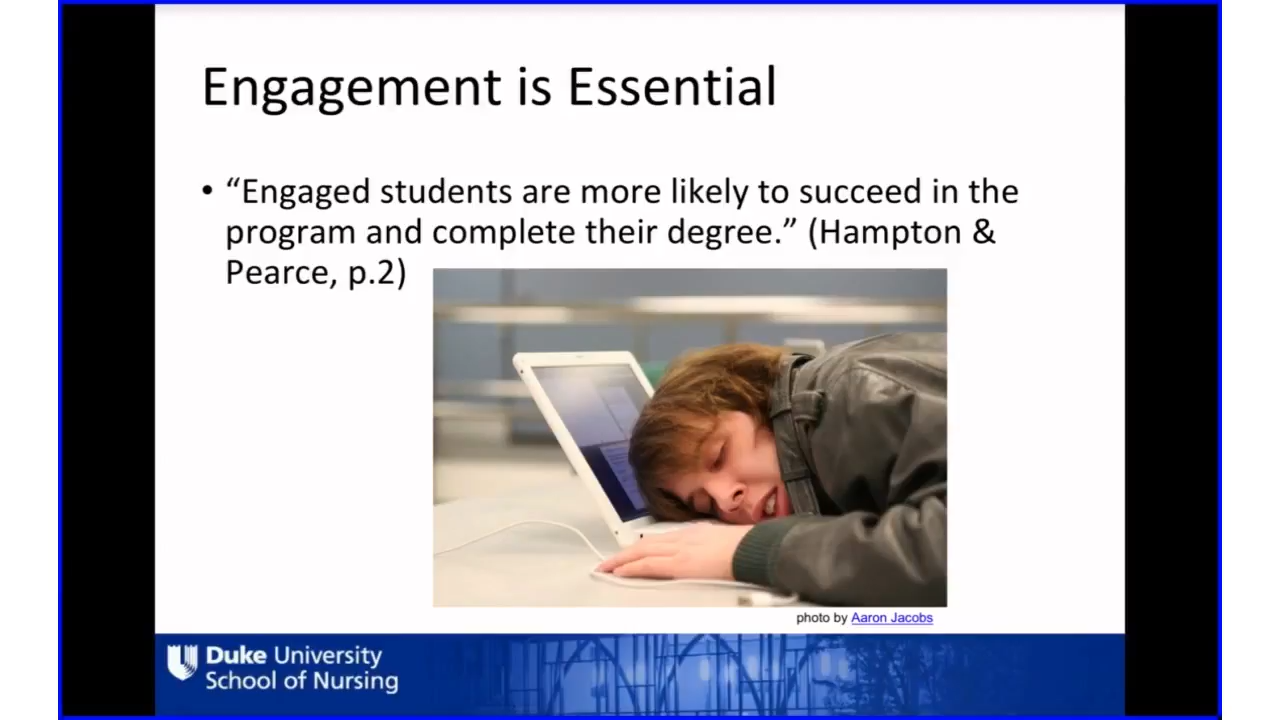 Engagement is Essential
• “Engaged students are more likely to succeed in the
program and complete their degree.” (Hampton &
Pearce, p.2)
photo by Aaron Jacobs
Duke University
School of Nursing